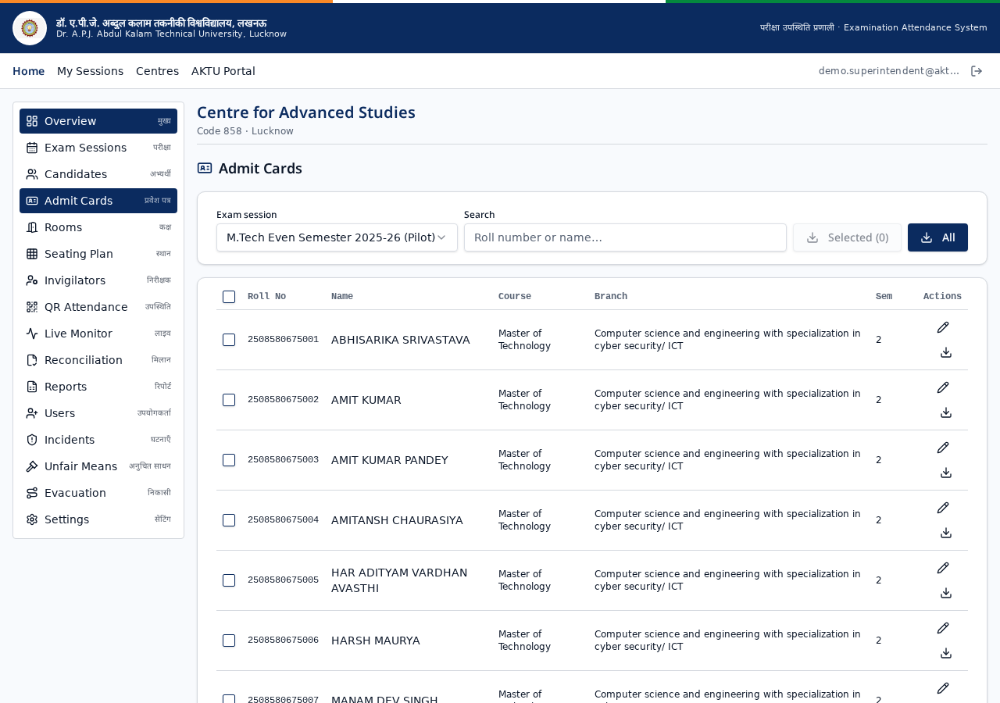 डॉ. ए.पी.जे. अब्दुल कलाम तकनीकी विश्वविद्यालय, लखनऊ
Dr. A.P.J. Abdul Kalam Technical University, Lucknow
परीक्षा उपस्थिति प्रणाली · Examination Attendance System
Home My Sessions Centres AKTU Portal
demo.superintendent@akt...
Overview मुख्य
Exam Sessions परीक्षा
Candidates अभ्यर्थी
Admit Cards प्रवेश पत्र
Rooms कक्ष
Seating Plan स्थान
Invigilators निरीक्षक
QR Attendance उपस्थिति
Live Monitor लाइव
Reconciliation मिलान
Reports रिपोर्ट
Users उपयोगकर्ता
Incidents घटनाएँ
Unfair Means अनुचित साधन
Evacuation निकासी
Settings सेटिंग
Centre for Advanced Studies
Code 858 · Lucknow
Admit Cards
Exam session Search
M.Tech Even Semester 2025-26 (Pilot) Roll number or name... Selected (0) All
Roll No Name Course Branch Sem Actions
2508580675001 ABHISARIKA SRIVASTAVA Master of Technology Computer science and engineering with specialization in cyber security/ ICT 2
2508580675002 AMIT KUMAR Master of Technology Computer science and engineering with specialization in cyber security/ ICT 2
2508580675003 AMIT KUMAR PANDEY Master of Technology Computer science and engineering with specialization in cyber security/ ICT 2
2508580675004 AMITANSH CHAURASIYA Master of Technology Computer science and engineering with specialization in cyber security/ ICT 2
2508580675005 HAR ADITYAM VARDHAN AVASTHI Master of Technology Computer science and engineering with specialization in cyber security/ ICT 2
2508580675006 HARSH MAURYA Master of Technology Computer science and engineering with specialization in cyber security/ ICT 2
2508580675007 MANAM DEV SINGH Master of Computer science and engineering with specialization in 2